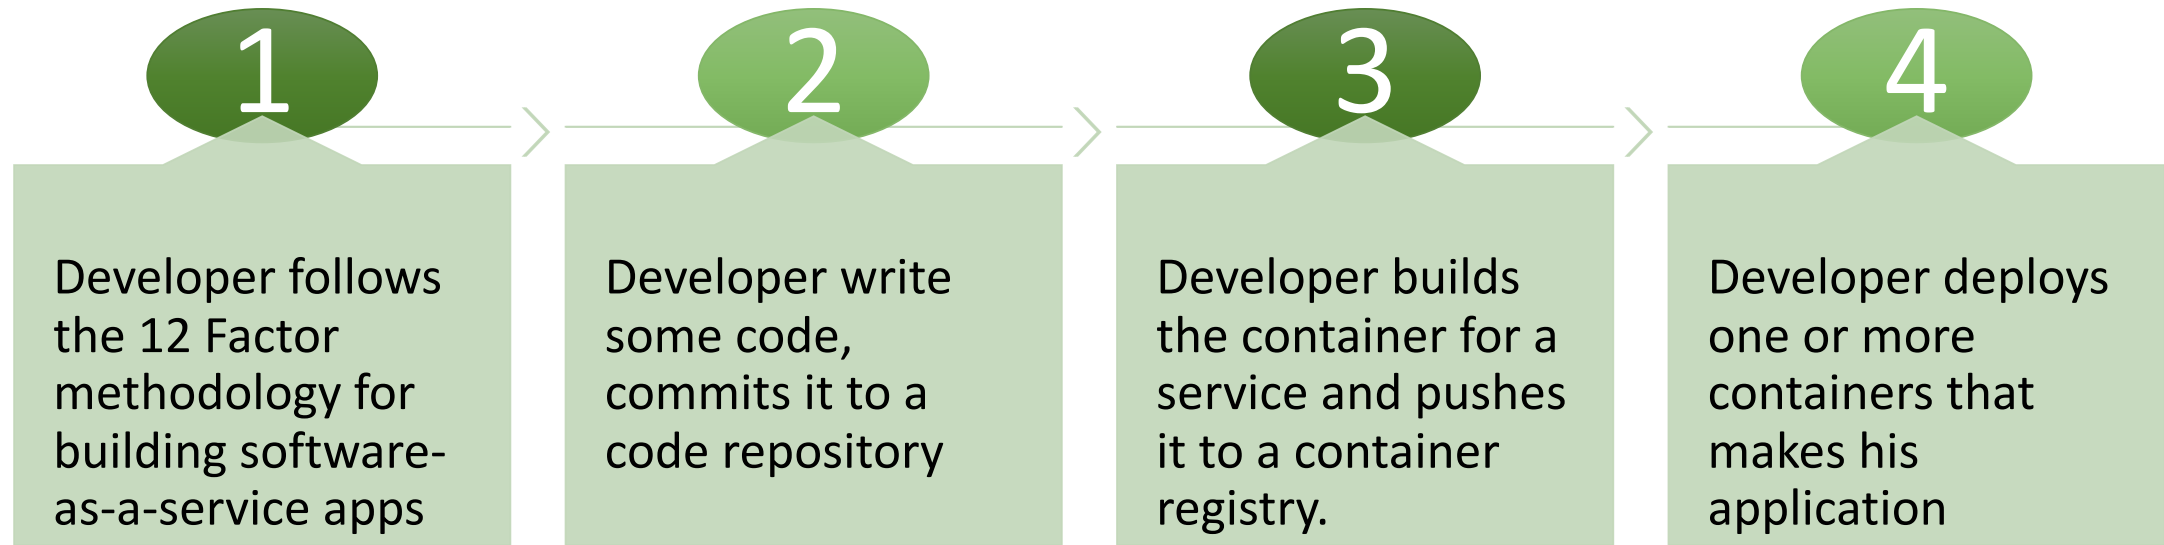 1
Developer follows
the 12 Factor
methodology for
building software-
as-a-service apps
2
Developer write
some code,
commits it to a
code repository
3
Developer builds
the container for a
service and pushes
it to a container
registry.
4
Developer deploys
one or more
containers that
makes his
application